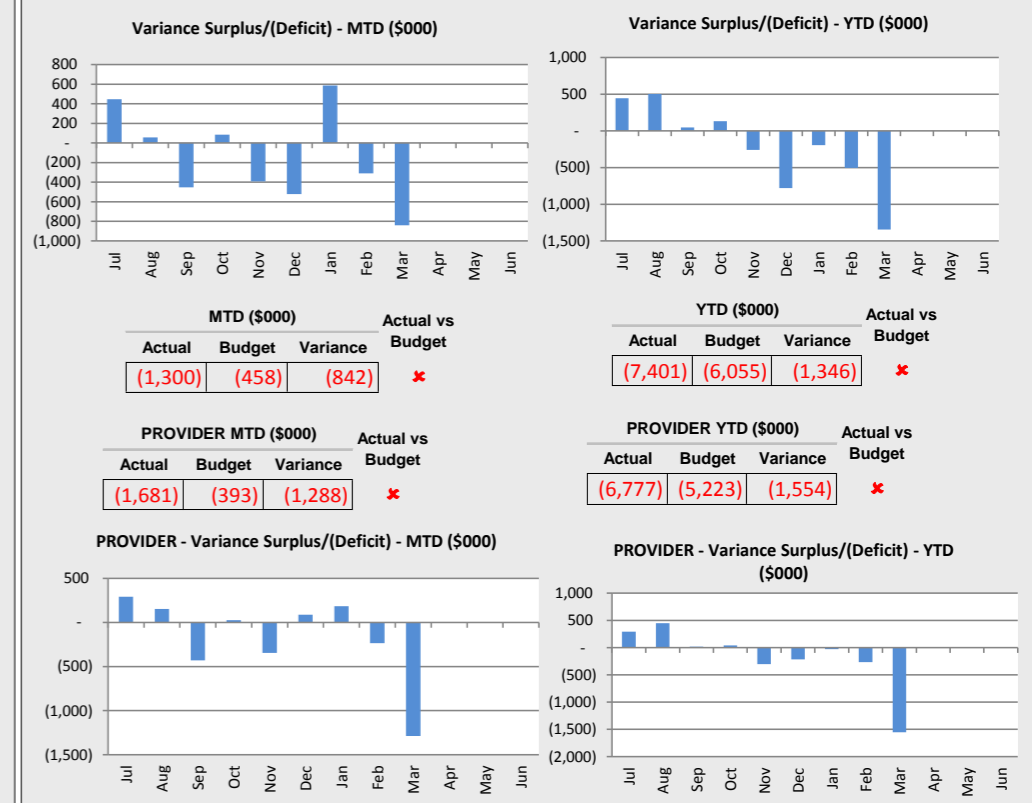 Variance Surplus/(Deficit) - MTD ($000)
800
600
400
200
-
(200)
(400)
(600)
(800)
(1,000)
Jul Aug Sep Oct Nov Dec Jan Feb Mar Apr May Jun
Variance Surplus/(Deficit) - YTD ($000)
1,000
500
-
(500)
(1,000)
(1,500)
Jul Aug Sep Oct Nov Dec Jan Feb Mar Apr May Jun
MTD ($000)
Actual vs
Budget
Actual Budget Variance
(1,300) (458) (842) ✘
YTD ($000)
Actual vs
Budget
Actual Budget Variance
(7,401) (6,055) (1,346) ✘
PROVIDER MTD ($000)
Actual vs
Budget
Actual Budget Variance
(1,681) (393) (1,288) ✘
PROVIDER YTD ($000)
Actual vs
Budget
Actual Budget Variance
(6,777) (5,223) (1,554) ✘
PROVIDER - Variance Surplus/(Deficit) - MTD ($000)
500
-
(500)
(1,000)
(1,500)
Jul Aug Sep Oct Nov Dec Jan Feb Mar Apr May Jun
PROVIDER - Variance Surplus/(Deficit) - YTD
($000)
1,000
500
-
(500)
(1,000)
(1,500)
(2,000)
Jul Aug Sep Oct Nov Dec Jan Feb Mar Apr May Jun